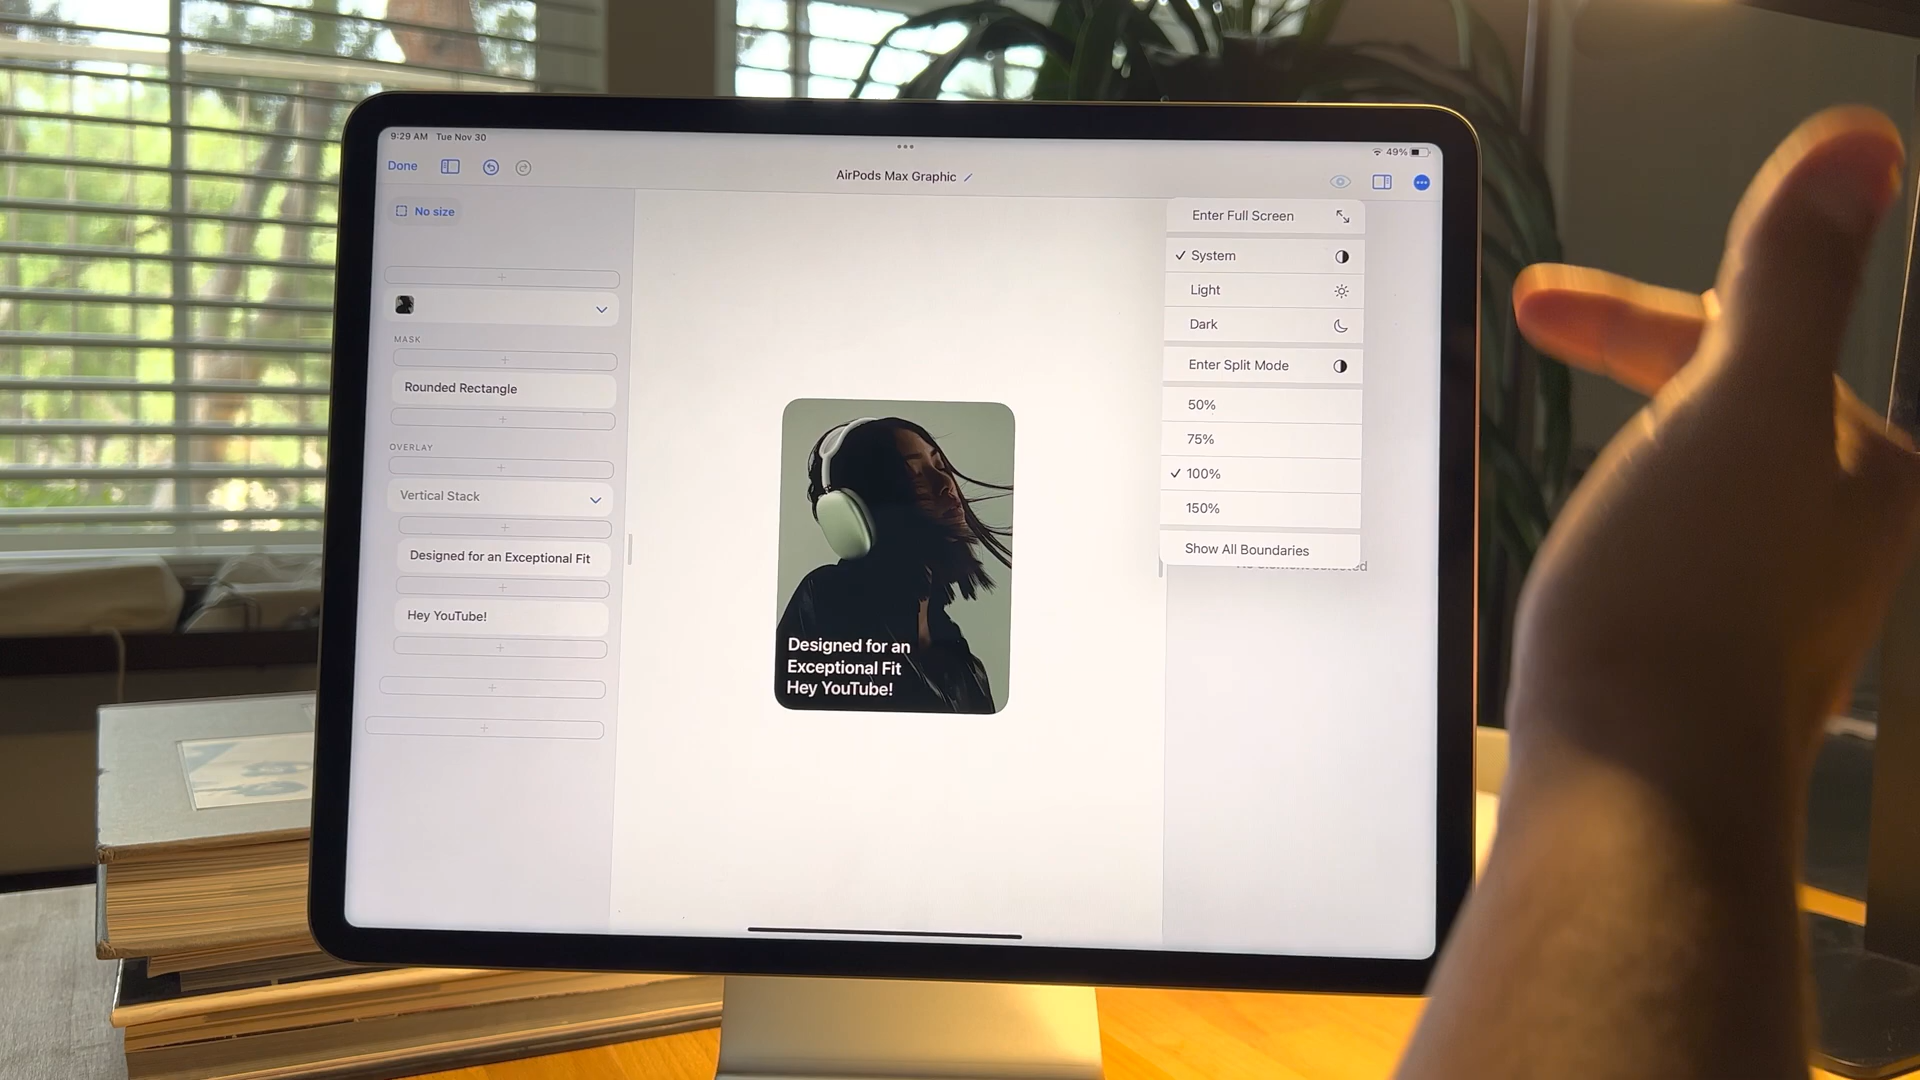 9:29 AM Tue Nov 30
49%
Done
AirPods Max Graphic
No size
MASK
Rounded Rectangle
OVERLAY
Vertical Stack
Designed for an Exceptional Fit
Hey YouTube!
Designed for an
Exceptional Fit
Hey YouTube!
Enter Full Screen
System
Light
Dark
Enter Split Mode
50%
75%
100%
150%
Show All Boundaries